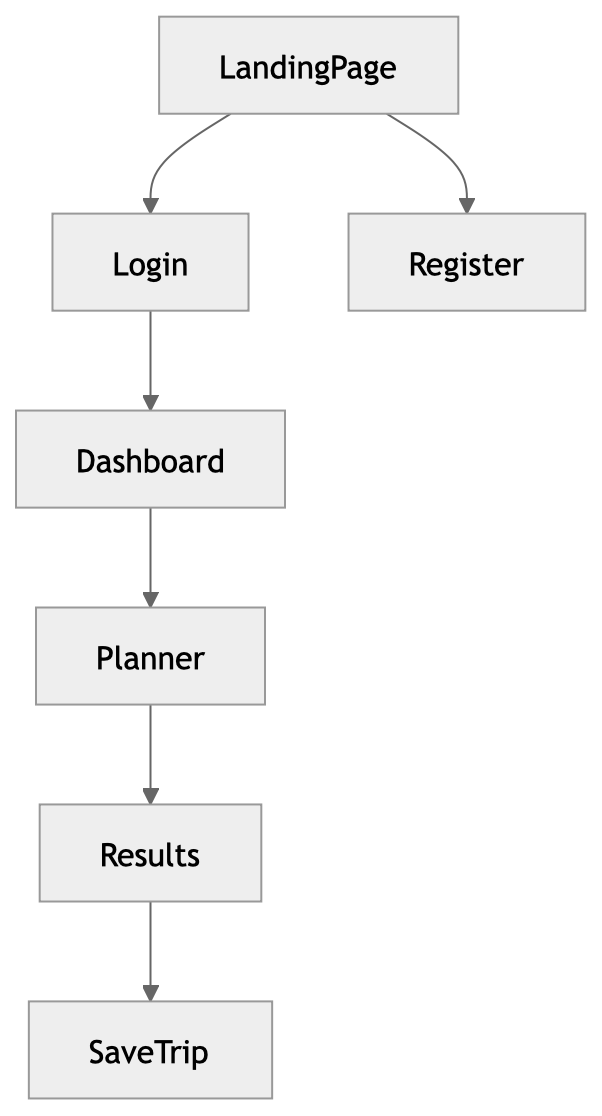 LandingPage
Login
Register
Dashboard
Planner
Results
SaveTrip